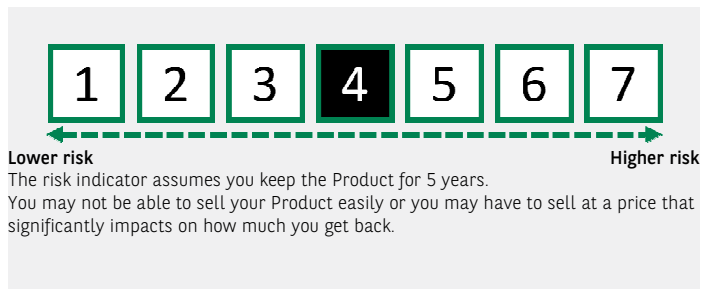 1 2 3 4 5 6 7
Lower risk Higher risk
The risk indicator assumes you keep the Product for 5 years.
You may not be able to sell your Product easily or you may have to sell at a price that
significantly impacts on how much you get back.